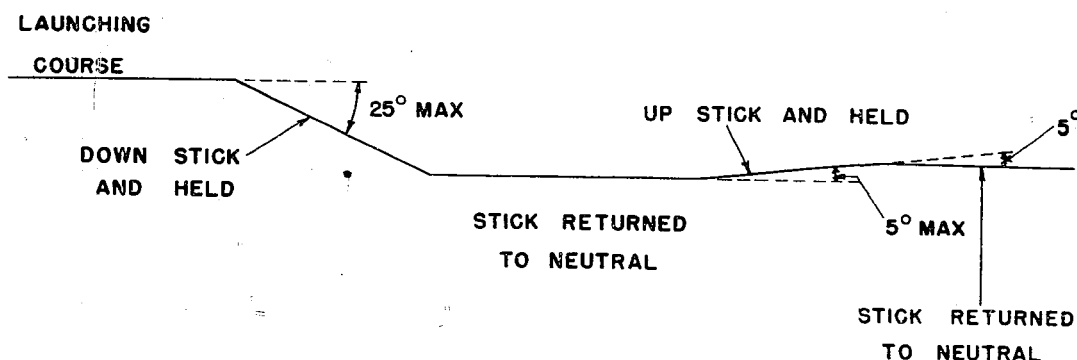 LAUNCHING
COURSE
25° MAX
DOWN STICK
AND HELD
UP STICK AND HELD
5°
STICK RETURNED
TO NEUTRAL
5° MAX
STICK RETURNED
TO NEUTRAL